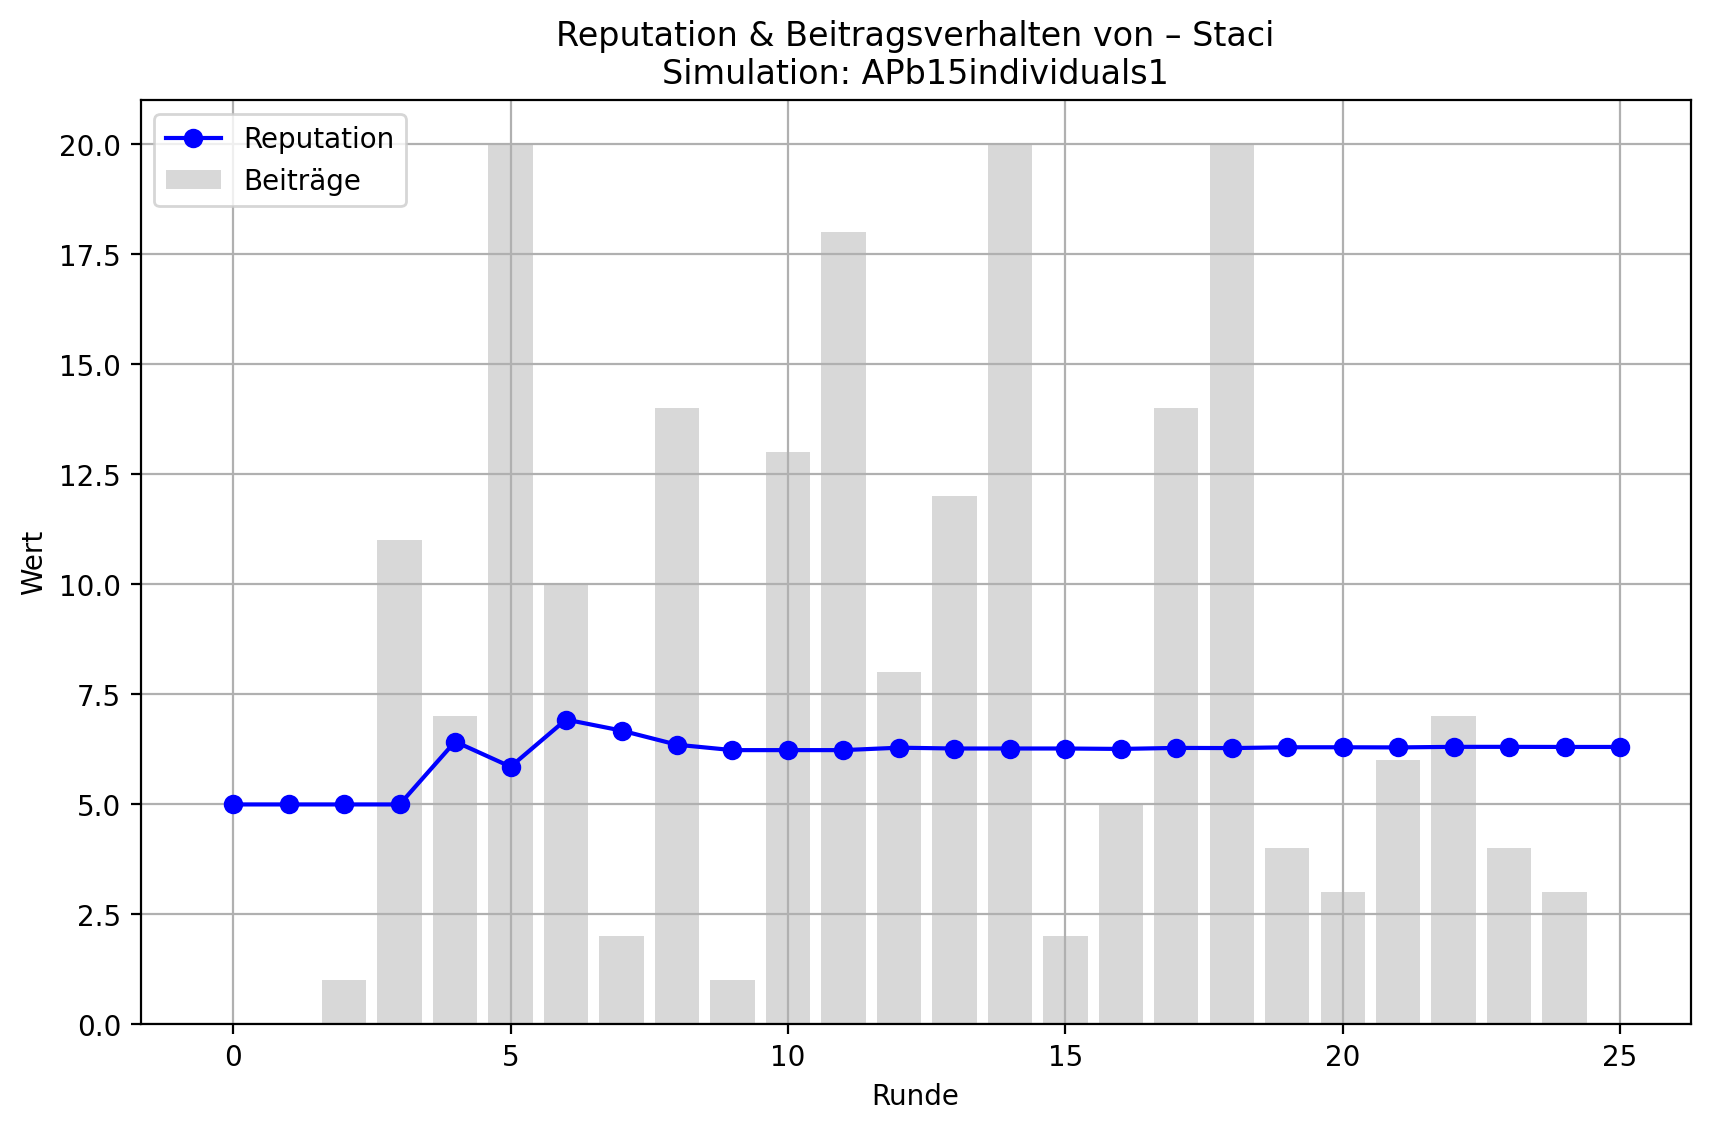 Reputation & Beitragsverhalten von – Staci
Simulation: APb15individuals1
Reputation
Beiträge
20.0
17.5
15.0
12.5
10.0
7.5
5.0
2.5
0.0
Wert
0 5 10 15 20 25
Runde